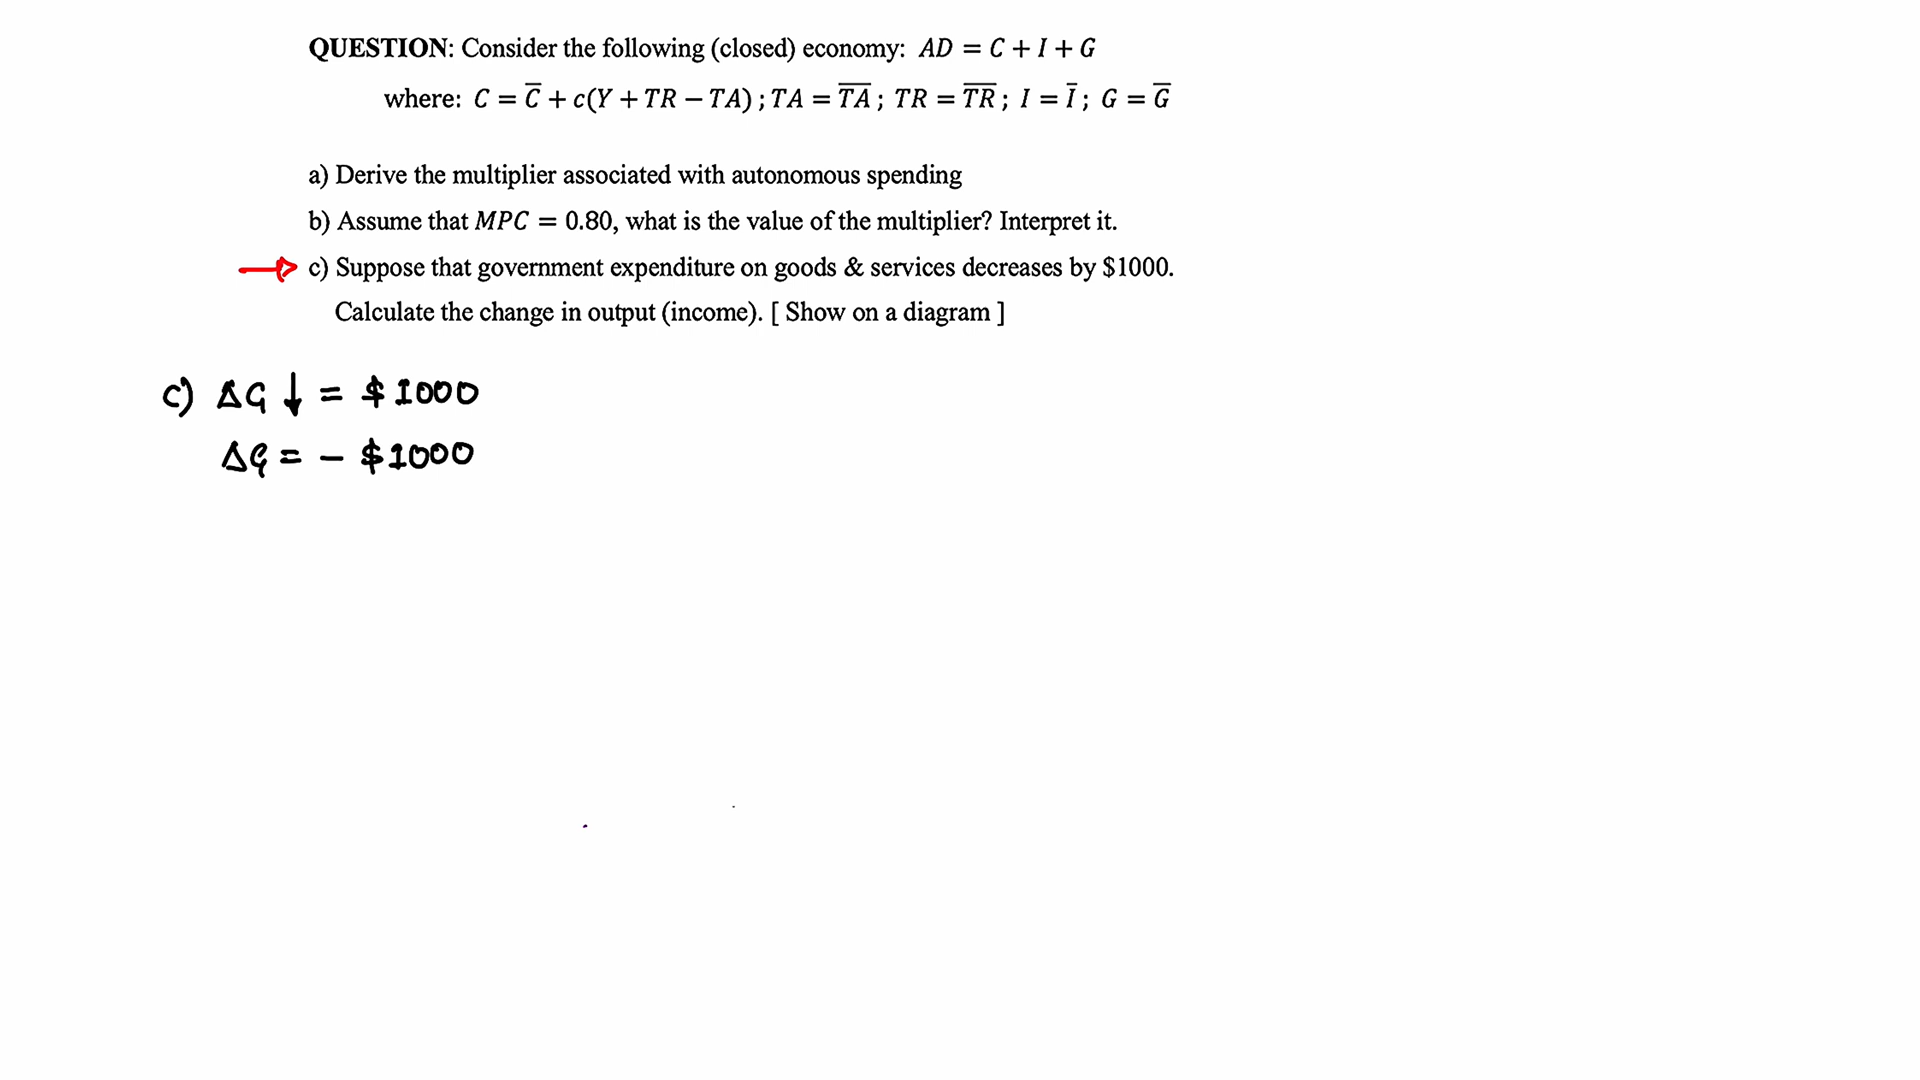 QUESTION: Consider the following (closed) economy: AD = C + I + G
where: C = C̅ + c(Y + TR − TA) ; TA = T̅A̅ ; TR = T̅R̅ ; I = I̅ ; G = G̅
a) Derive the multiplier associated with autonomous spending
b) Assume that MPC = 0.80, what is the value of the multiplier? Interpret it.
c) Suppose that government expenditure on goods & services decreases by $1000.
Calculate the change in output (income). [ Show on a diagram ]
c) ΔG ↓ = $1000
ΔG = - $1000